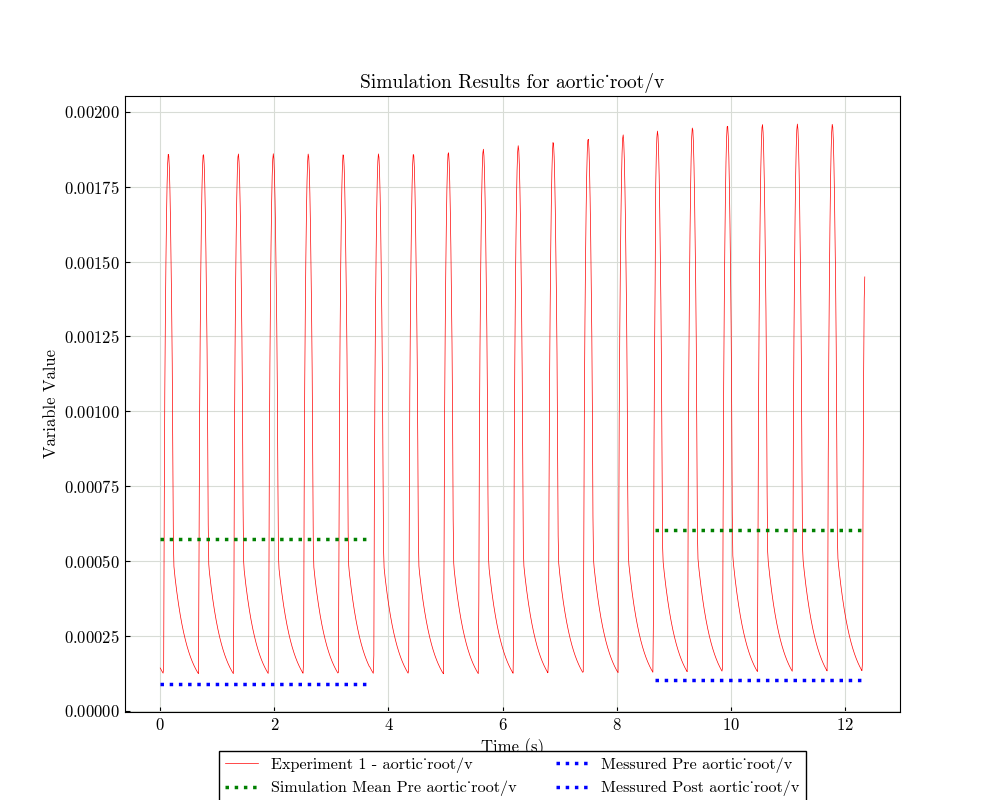 Simulation Results for aortic˙root/v
0.00200
0.00175
0.00150
0.00125
0.00100
0.00075
0.00050
0.00025
0.00000
Variable Value
0 2 4 6 8 10 12
Time (s)
Experiment 1 - aortic˙root/v
Simulation Mean Pre aortic˙root/v
Messured Pre aortic˙root/v
Messured Post aortic˙root/v